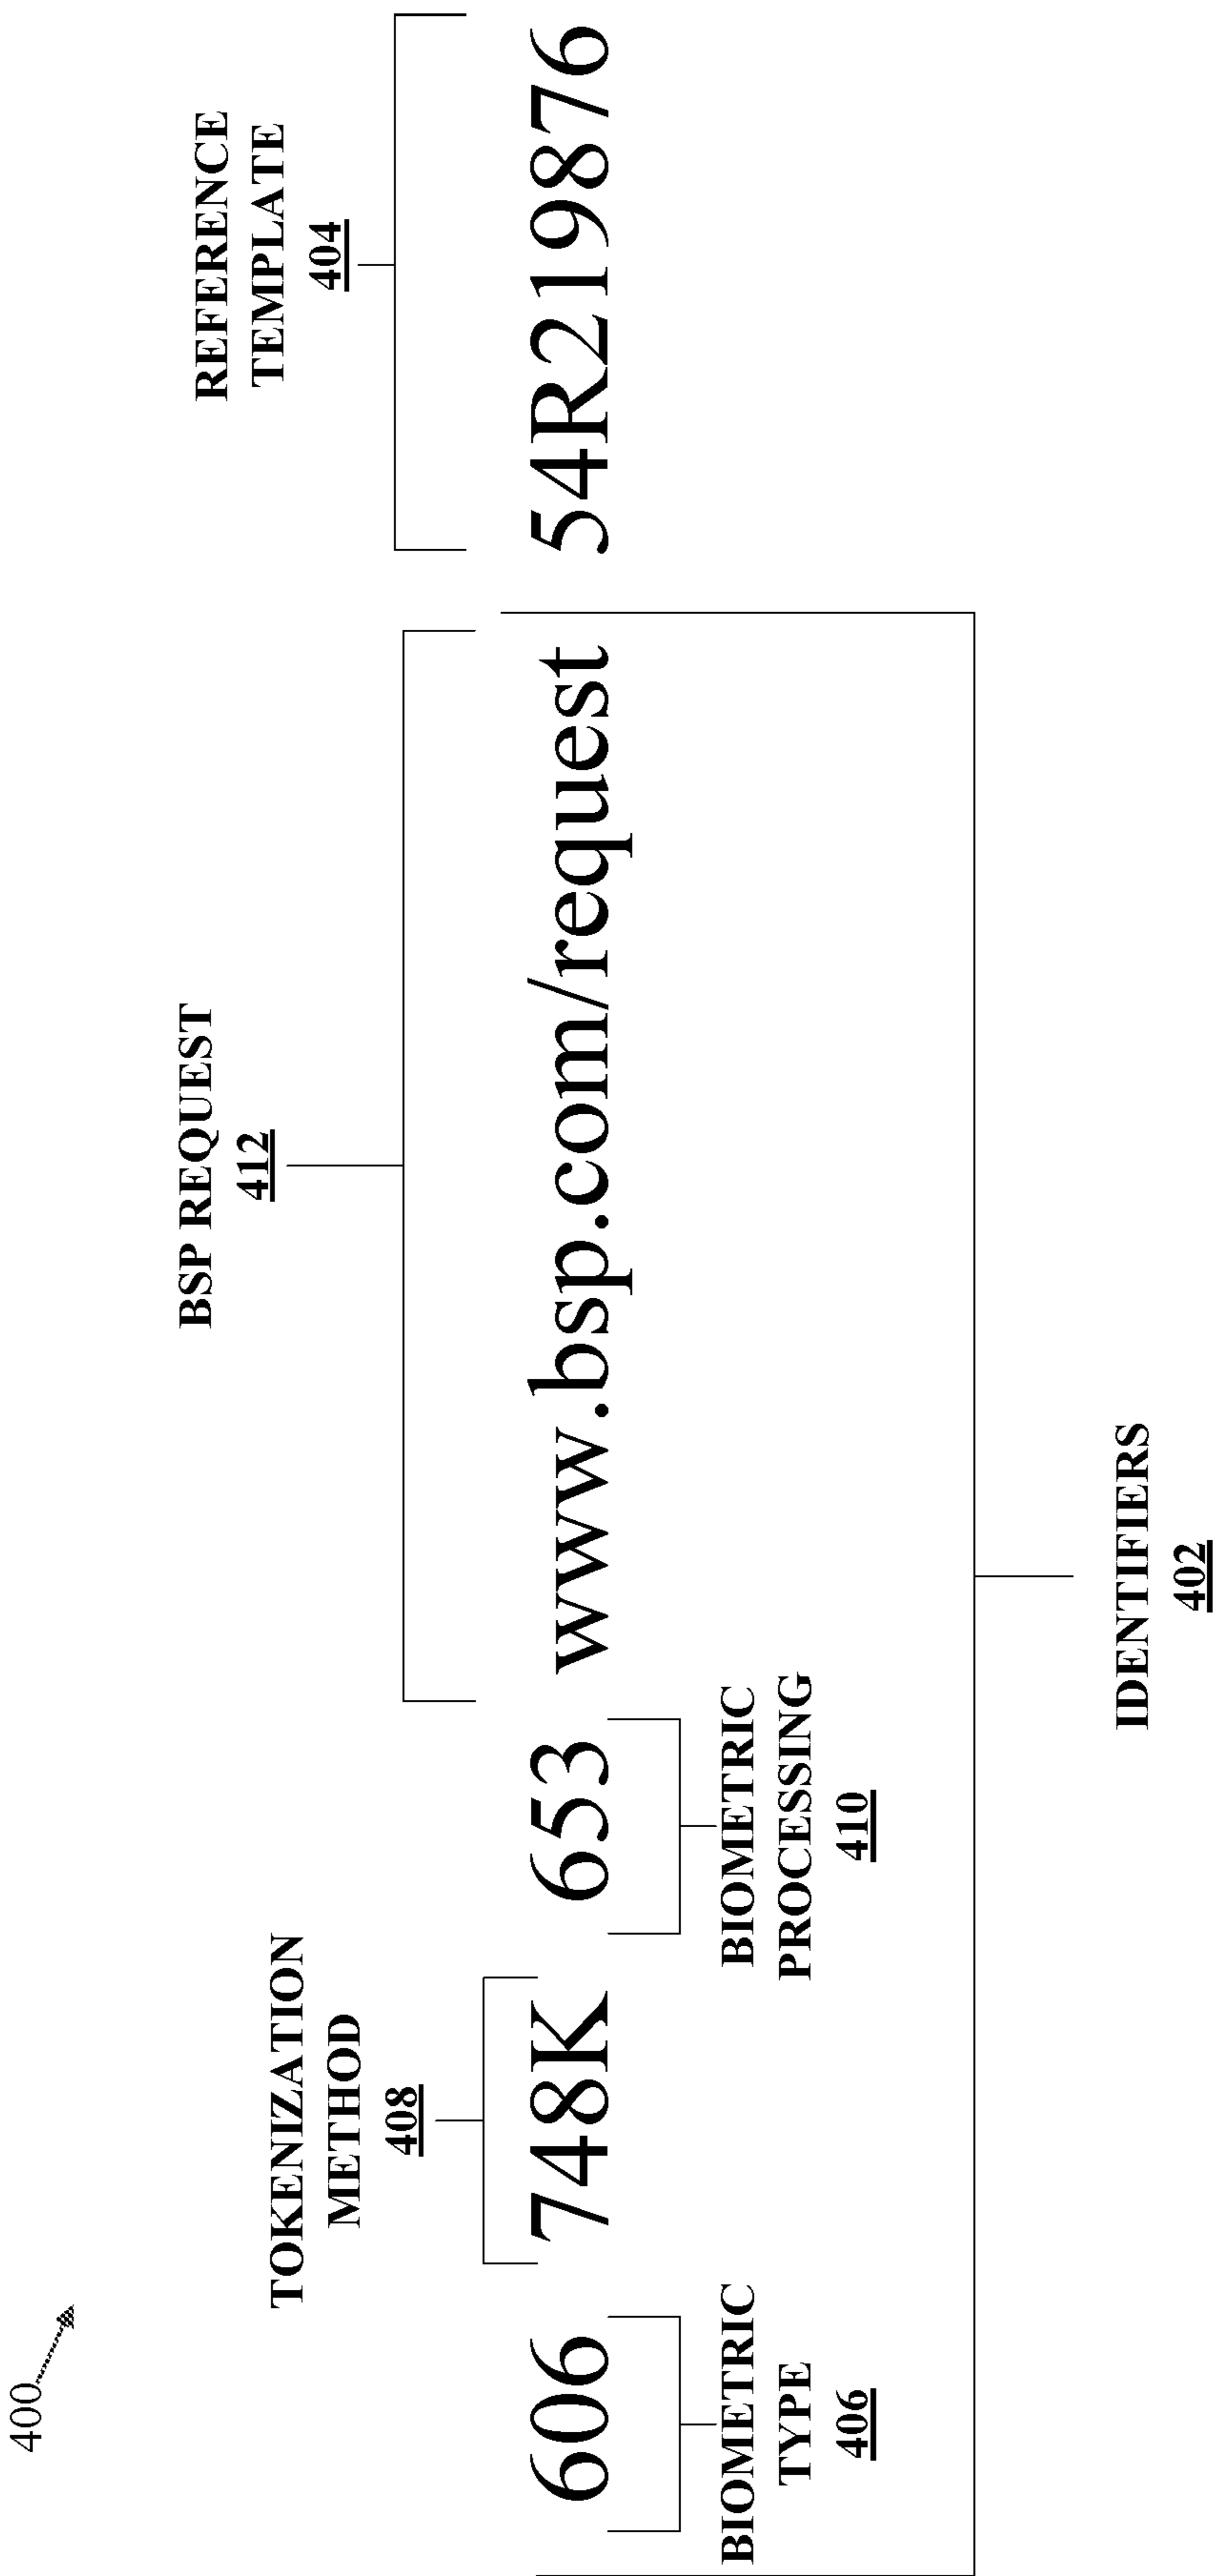 400
TOKENIZATION
METHOD
408
BSP REQUEST
412
REFERENCE
TEMPLATE
404
606 748K 653 www.bsp.com/request 54R219876
BIOMETRIC
TYPE
406
BIOMETRIC
PROCESSING
410
IDENTIFIERS
402